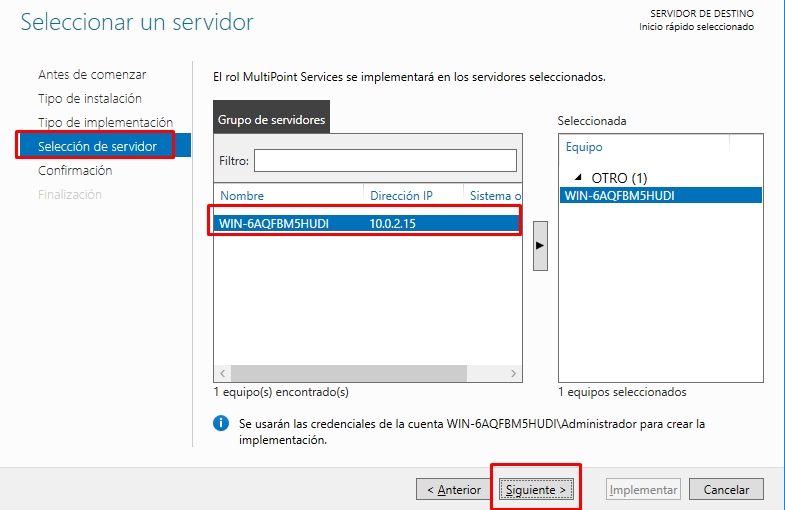 Seleccionar un servidor
SERVIDOR DE DESTINO
Inicio rápido seleccionado
Antes de comenzar
Tipo de instalación
Tipo de implementación
Selección de servidor
Confirmación
Finalización
El rol MultiPoint Services se implementará en los servidores seleccionados.
Grupo de servidores
Filtro:
Nombre Dirección IP Sistema o
WIN-6AQFBM5HUDI 10.0.2.15
1 equipo(s) encontrado(s)
Seleccionada
Equipo
OTRO (1)
WIN-6AQFBM5HUDI
1 equipos seleccionados
Se usarán las credenciales de la cuenta WIN-6AQFBM5HUDI\Administrador para crear la
implementación.
< Anterior Siguiente > Implementar Cancelar